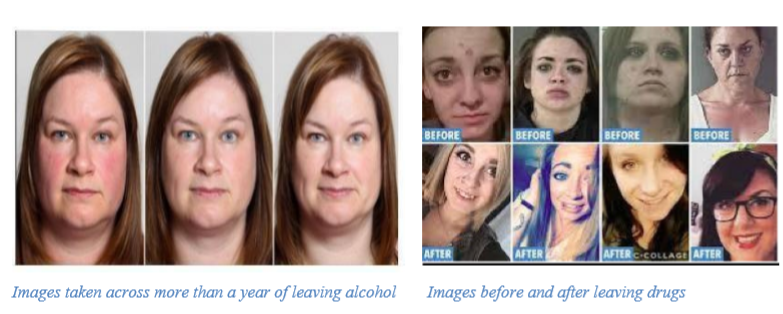 BEFORE
BEFORE
BEFORE
BEFORE
AFTER
AFTER
AFTER C-COLLAGE
AFTER
Images taken across more than a year of leaving alcohol
Images before and after leaving drugs